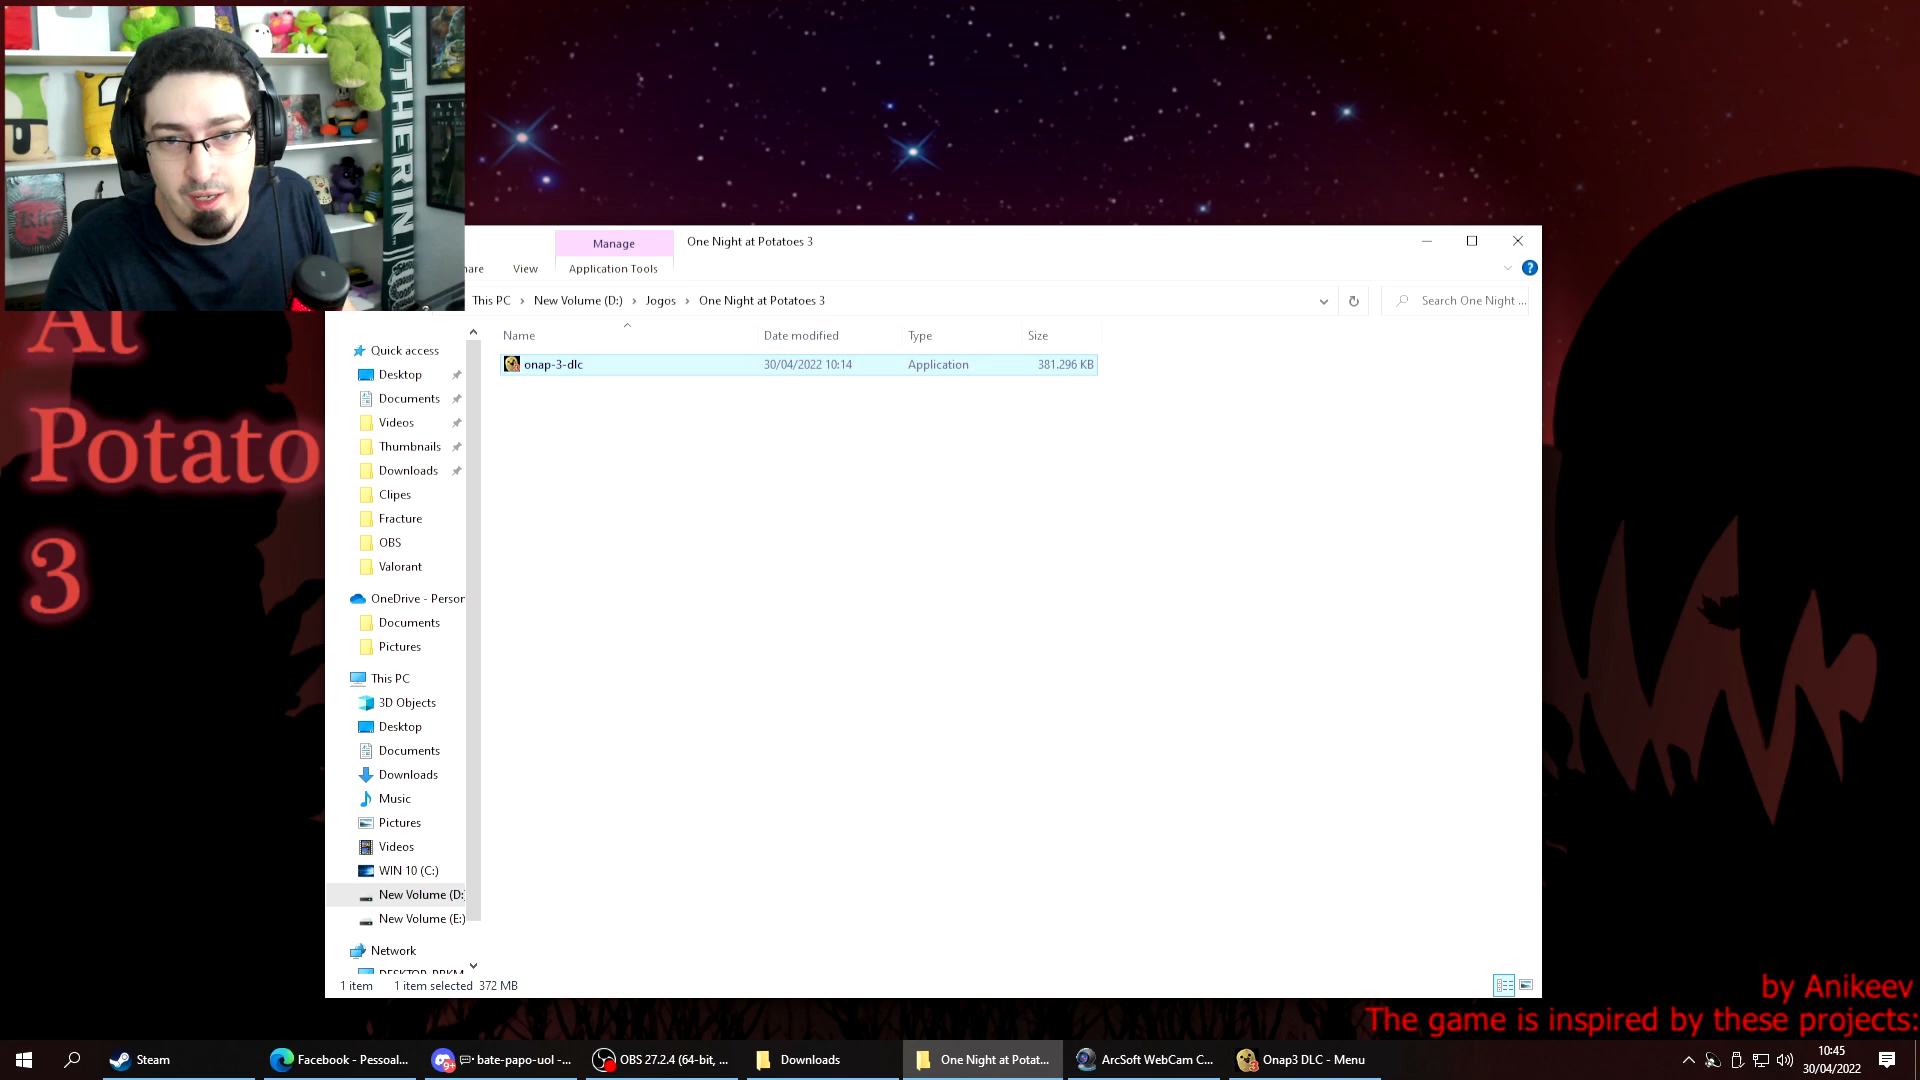 LYTHERIN
Manage
One Night at Potatoes 3
hare
View
Application Tools
This PC
New Volume (D:)
Jogos
One Night at Potatoes 3
Search One Night ...
Name
Date modified
Type
Size
onap-3-dlc
30/04/2022 10:14
Application
381.296 KB
At
Potato
3
Quick access
Desktop
Documents
Videos
Thumbnails
Downloads
Clipes
Fracture
OBS
Valorant
OneDrive - Person
Documents
Pictures
This PC
3D Objects
Desktop
Documents
Downloads
Music
Pictures
Videos
WIN 10 (C:)
New Volume (D:)
New Volume (E:)
Network
1 item
1 item selected 372 MB
by Anikeev
The game is inspired by these projects:
Steam
Facebook - Pessoal...
9+
bate-papo-uol -...
OBS 27.2.4 (64-bit, ...
Downloads
One Night at Potat...
ArcSoft WebCam C...
Onap3 DLC - Menu
10:45
30/04/2022